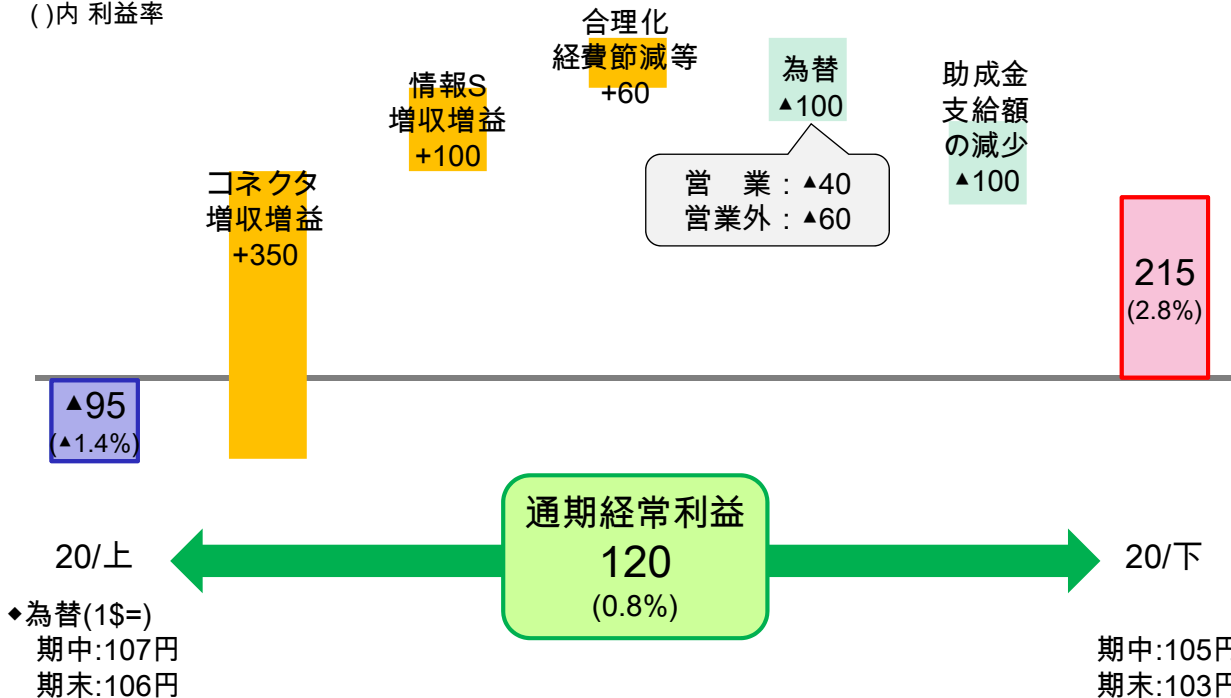 ( )内 利益率
コネクタ
増収増益
+350
情報S
増収増益
+100
合理化
経費節減等
+60
為替
▲100
営　業：▲40
営業外：▲60
助成金
支給額
の減少
▲100
215
(2.8%)
▲95
(▲1.4%)
通期経常利益
120
(0.8%)
20/上
20/下
◆為替(1$=)
期中:107円
期末:106円
期中:105円
期末:103円